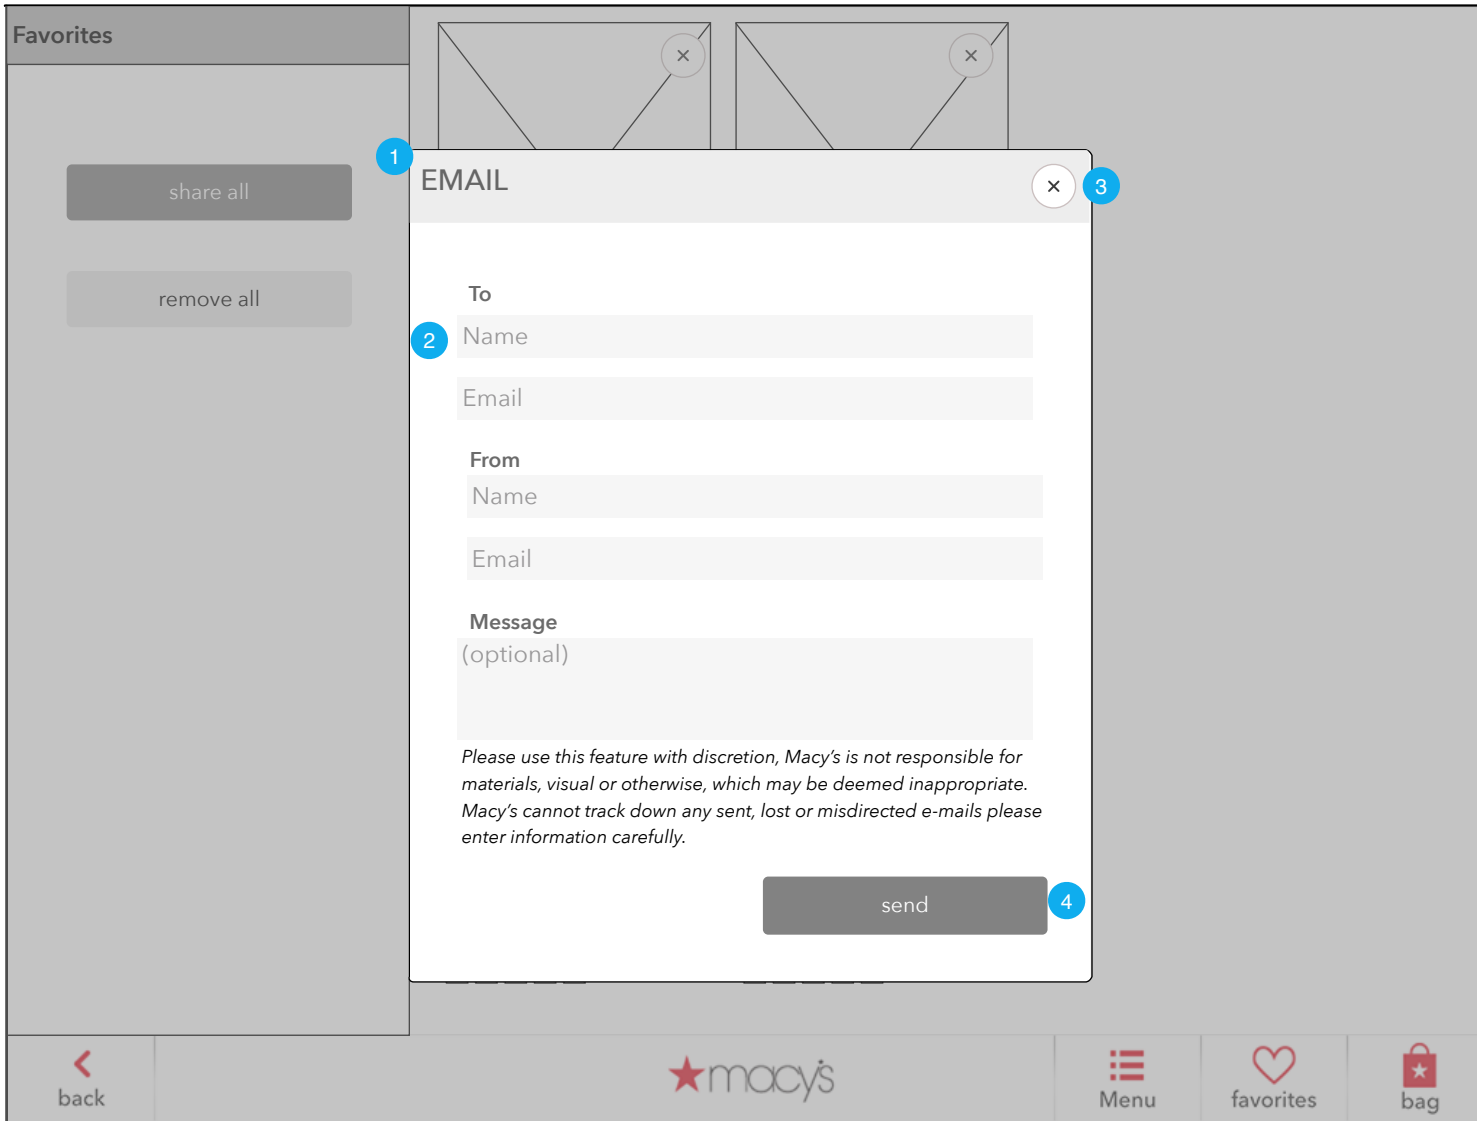 Favorites
share all
remove all
1
EMAIL
3
To
2
Name
Email
From
Name
Email
Message
(optional)
Please use this feature with discretion, Macy’s is not responsible for
materials, visual or otherwise, which may be deemed inappropriate.
Macy’s cannot track down any sent, lost or misdirected e-mails please
enter information carefully.
send
4
back
macy's
Menu
favorites
bag